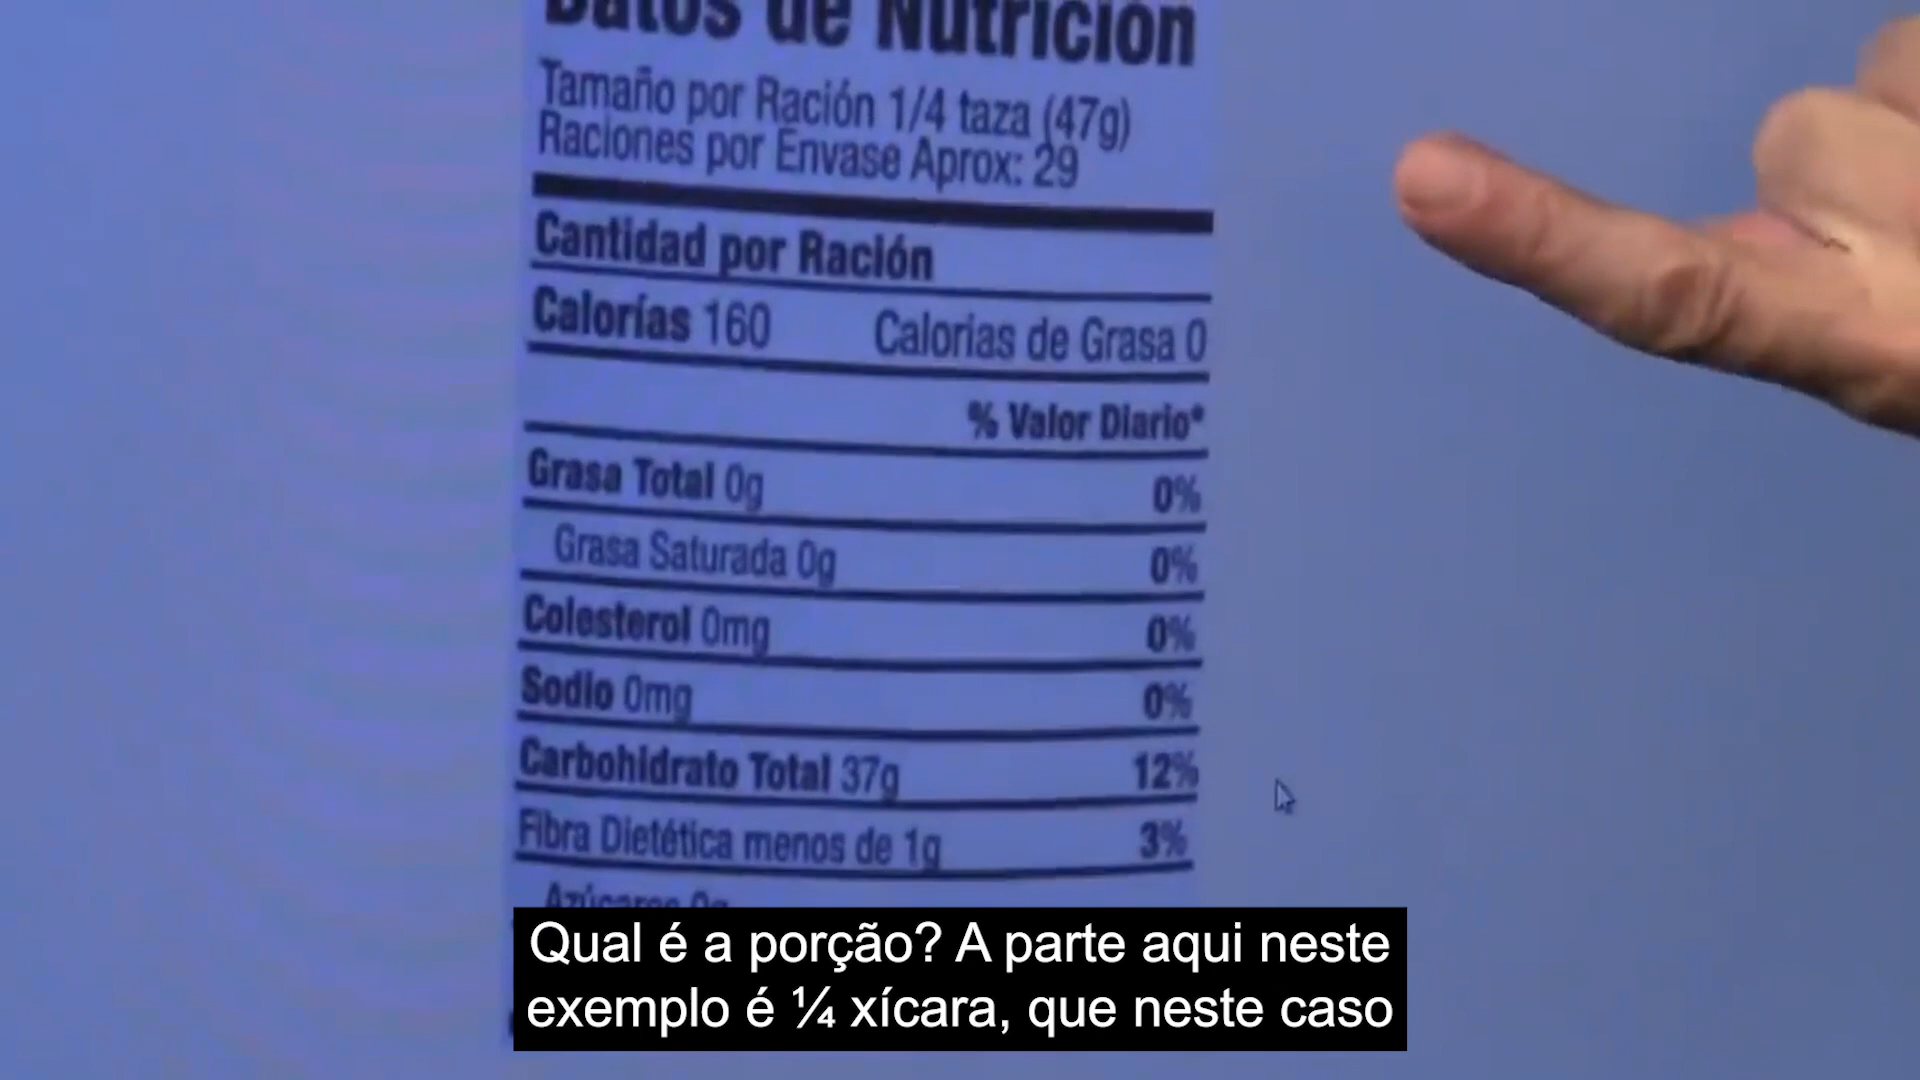 Datos de Nutrición
Tamaño por Ración 1/4 taza (47g)
Raciones por Envase Aprox: 29
Cantidad por Ración
Calorías 160 Calorias de Grasa 0
% Valor Diario*
Grasa Total 0g 0%
Grasa Saturada 0g 0%
Colesterol 0mg 0%
Sodio 0mg 0%
Carbohidrato Total 37g 12%
Fibra Dietética menos de 1g 3%
Azúcares 0g
Qual é a porção? A parte aqui neste
exemplo é ¼ xícara, que neste caso